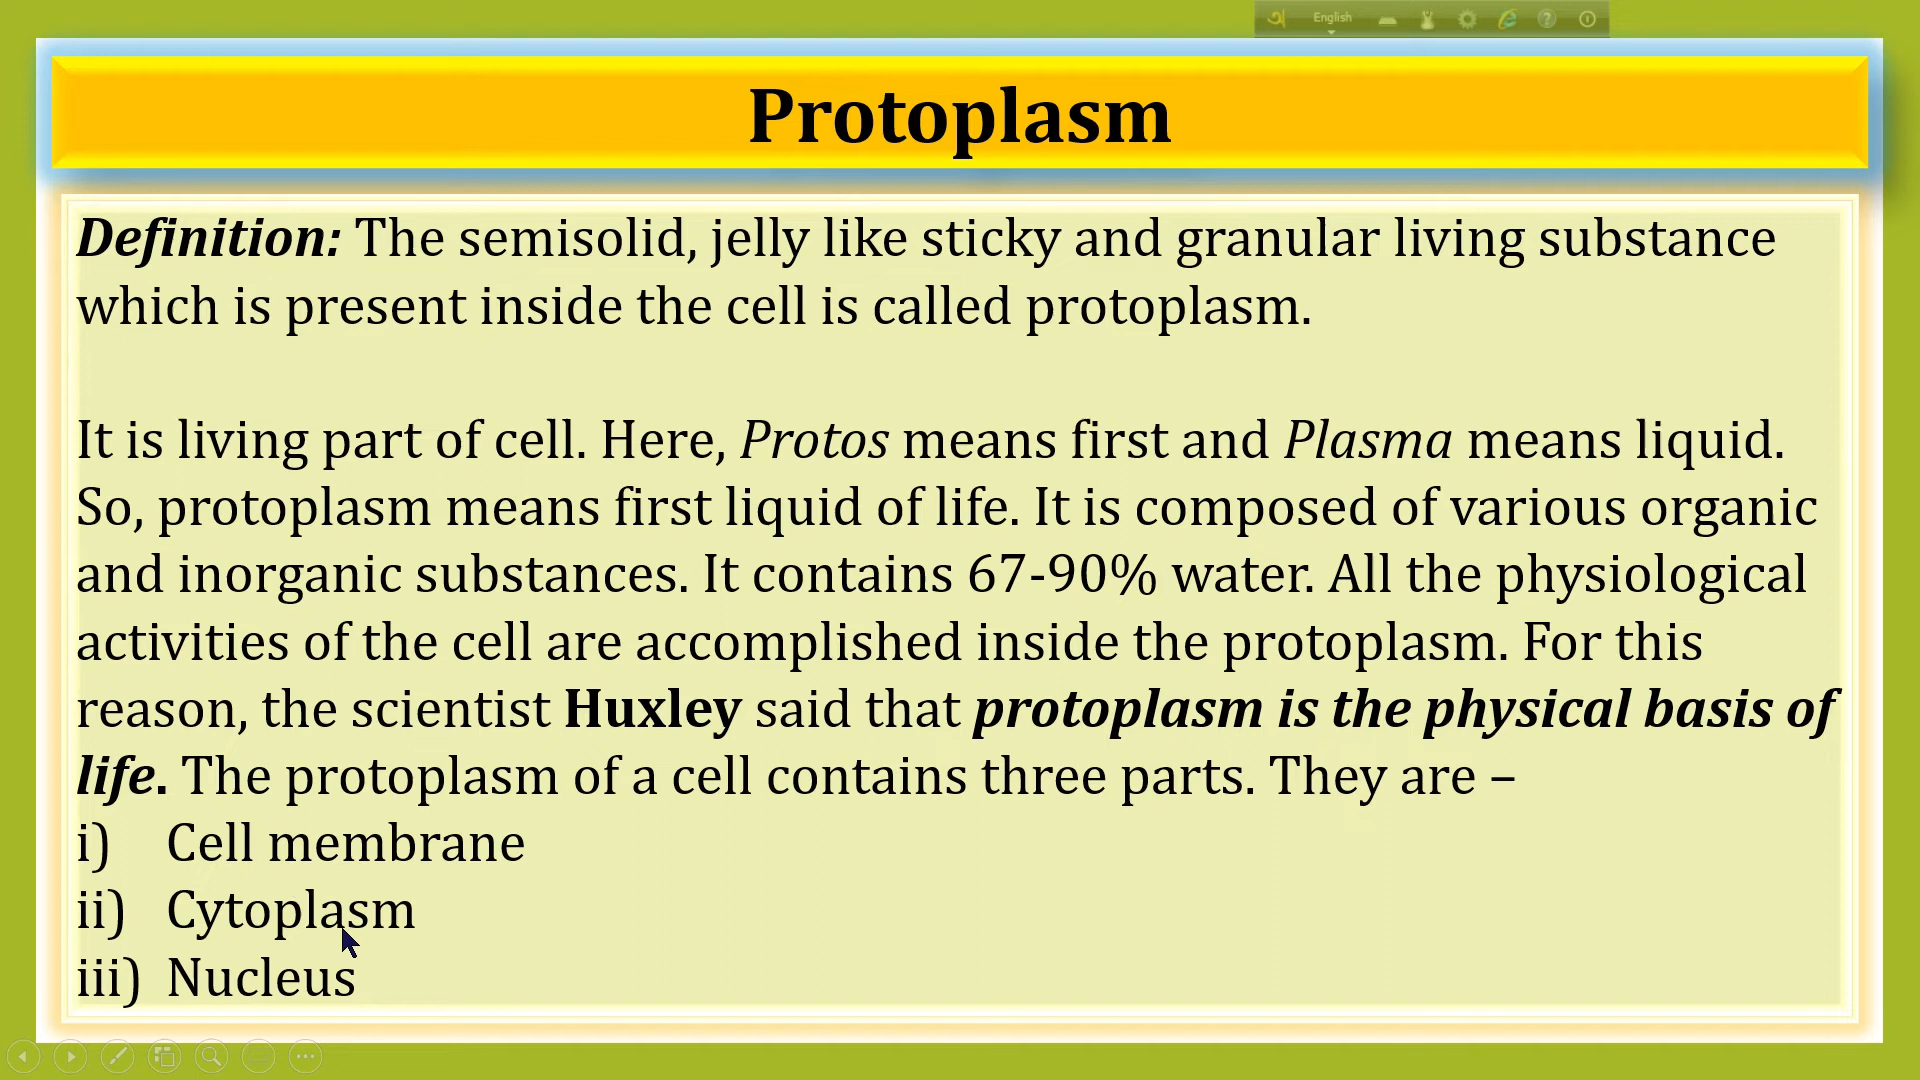 English
Protoplasm
Definition: The semisolid, jelly like sticky and granular living substance
which is present inside the cell is called protoplasm.
It is living part of cell. Here, Protos means first and Plasma means liquid.
So, protoplasm means first liquid of life. It is composed of various organic
and inorganic substances. It contains 67-90% water. All the physiological
activities of the cell are accomplished inside the protoplasm. For this
reason, the scientist Huxley said that protoplasm is the physical basis of
life. The protoplasm of a cell contains three parts. They are –
i) Cell membrane
ii) Cytoplasm
iii) Nucleus